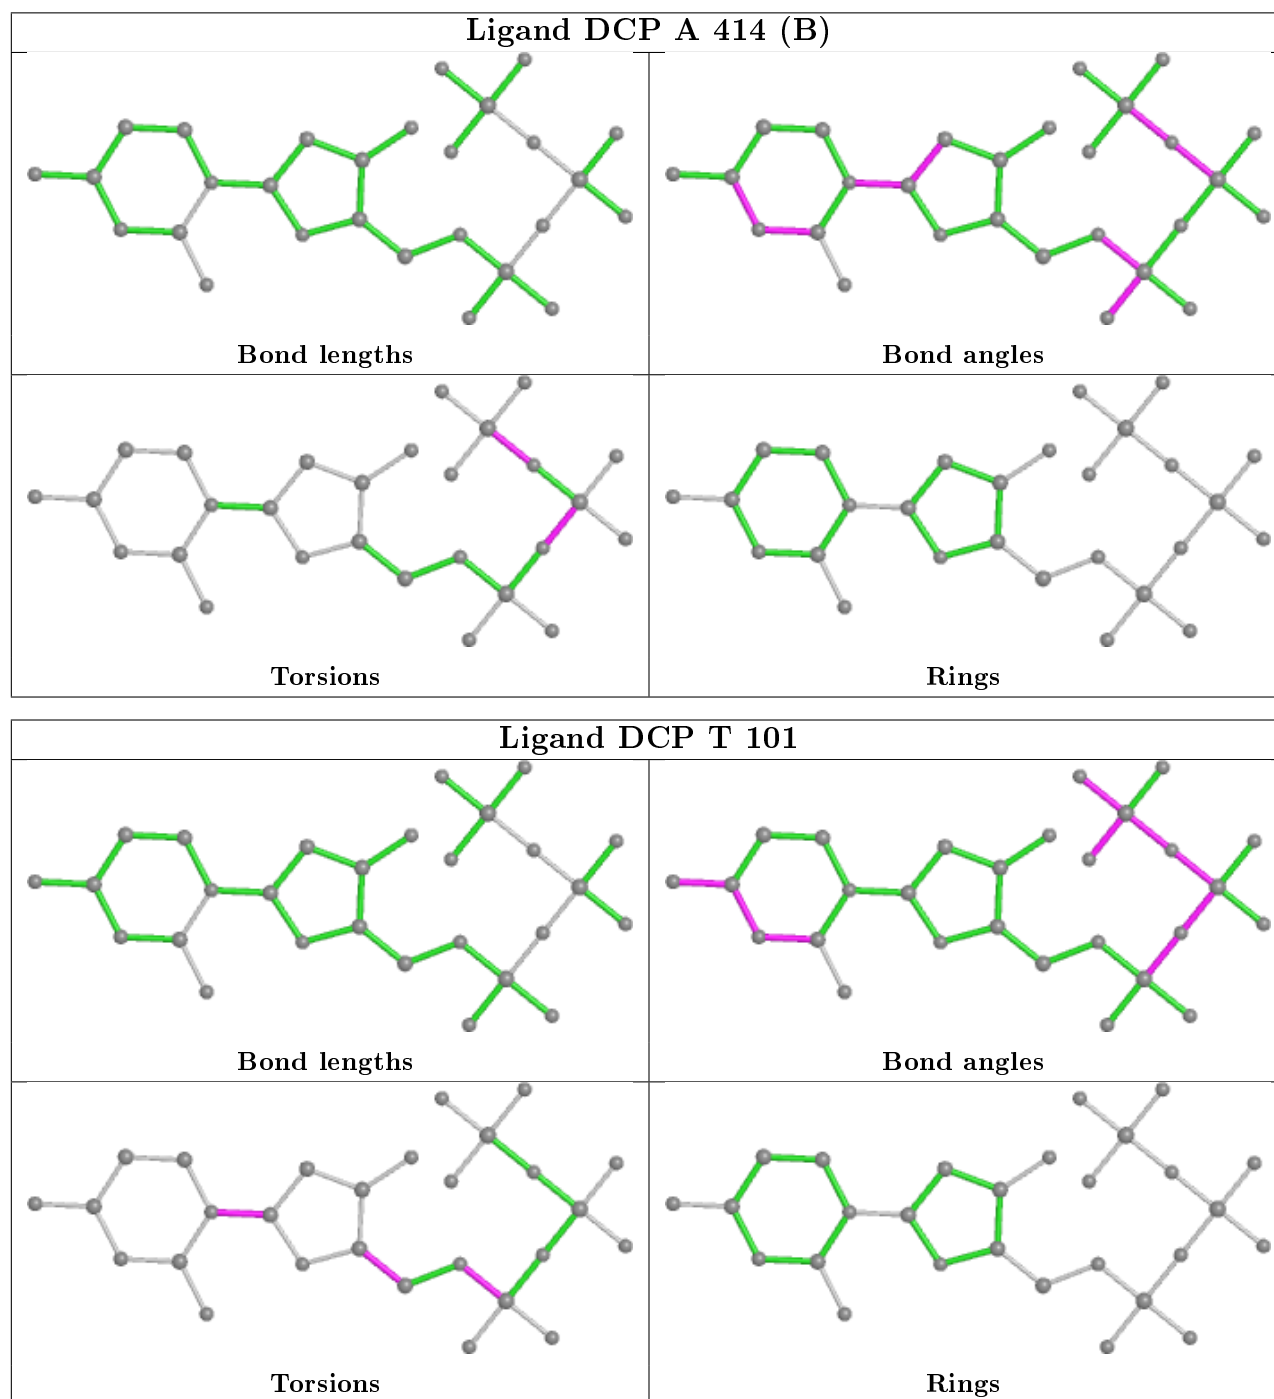 Ligand DCP A 414 (B)
Bond lengths
Bond angles
Torsions
Rings
Ligand DCP T 101
Bond lengths
Bond angles
Torsions
Rings